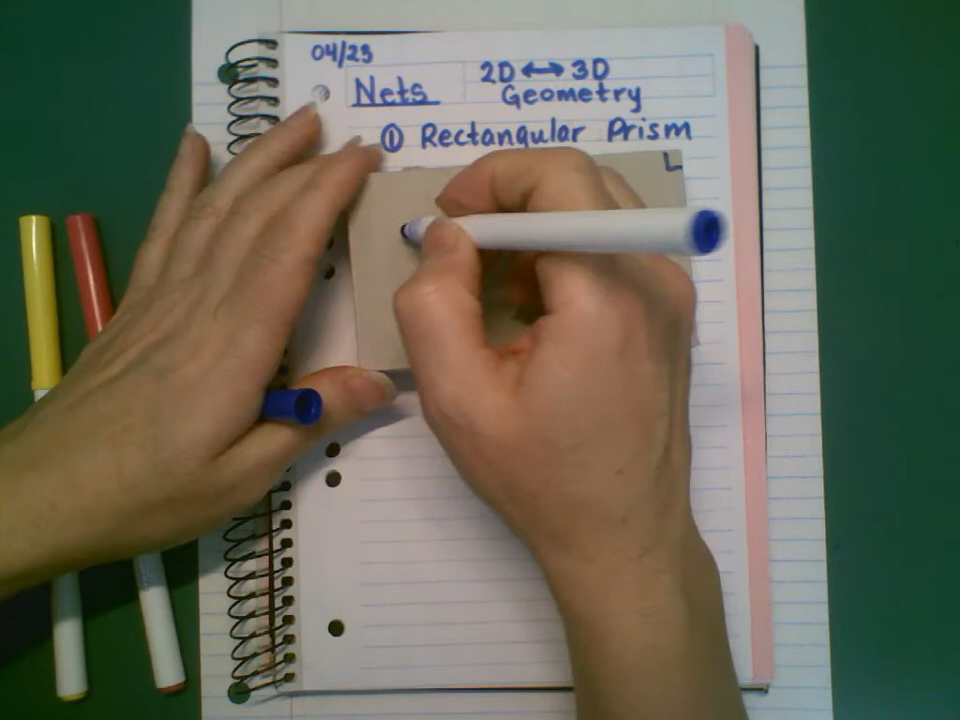 04/23
Nets
2D ↔ 3D
Geometry
① Rectangular Prism